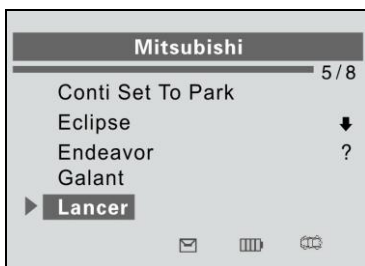 Mitsubishi
5/8
Conti Set To Park
Eclipse
Endeavor
?
Galant
Lancer